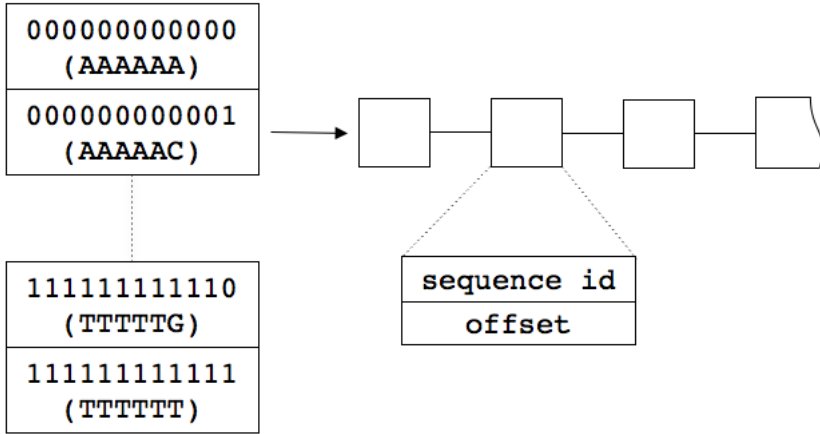 000000000000
(AAAAAA)
000000000001
(AAAAAC)
111111111110
(TTTTTG)
111111111111
(TTTTTT)
sequence id
offset